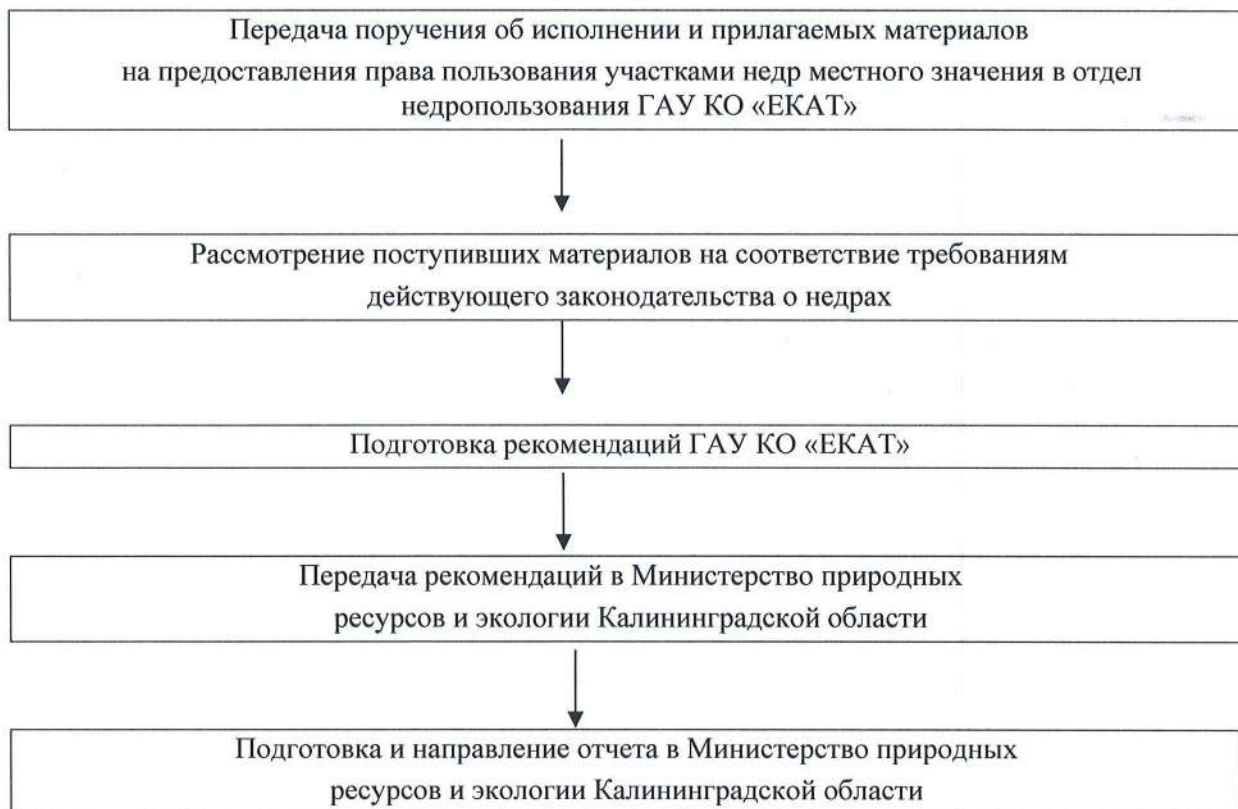 Передача поручения об исполнении и прилагаемых материалов
на предоставления права пользования участками недр местного значения в отдел
недропользования ГАУ КО «ЕКАТ»
Рассмотрение поступивших материалов на соответствие требованиям
действующего законодательства о недрах
Подготовка рекомендаций ГАУ КО «ЕКАТ»
Передача рекомендаций в Министерство природных
ресурсов и экологии Калининградской области
Подготовка и направление отчета в Министерство природных
ресурсов и экологии Калининградской области